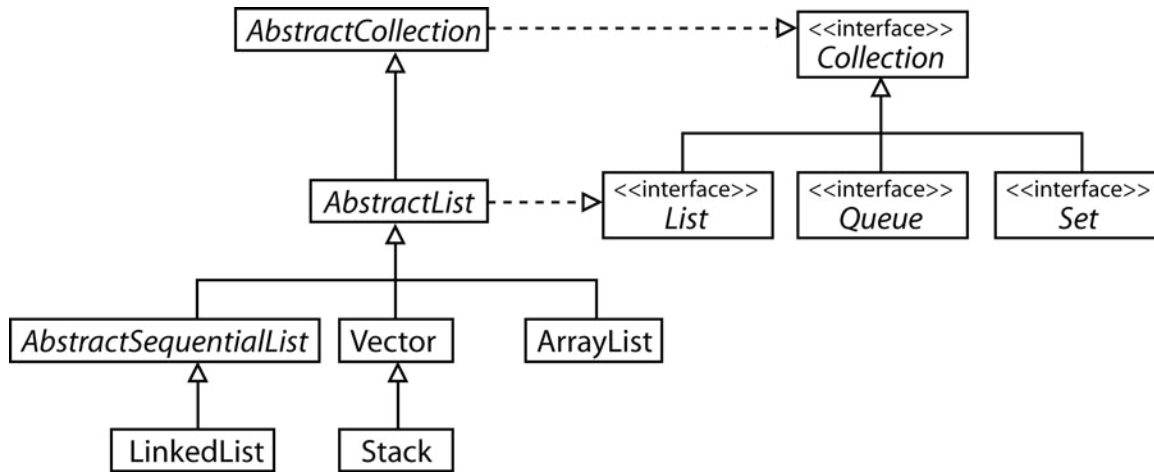 AbstractCollection
<<interface>>
Collection
AbstractList
<<interface>>
List
<<interface>>
Queue
<<interface>>
Set
AbstractSequentialList
Vector
ArrayList
LinkedList
Stack